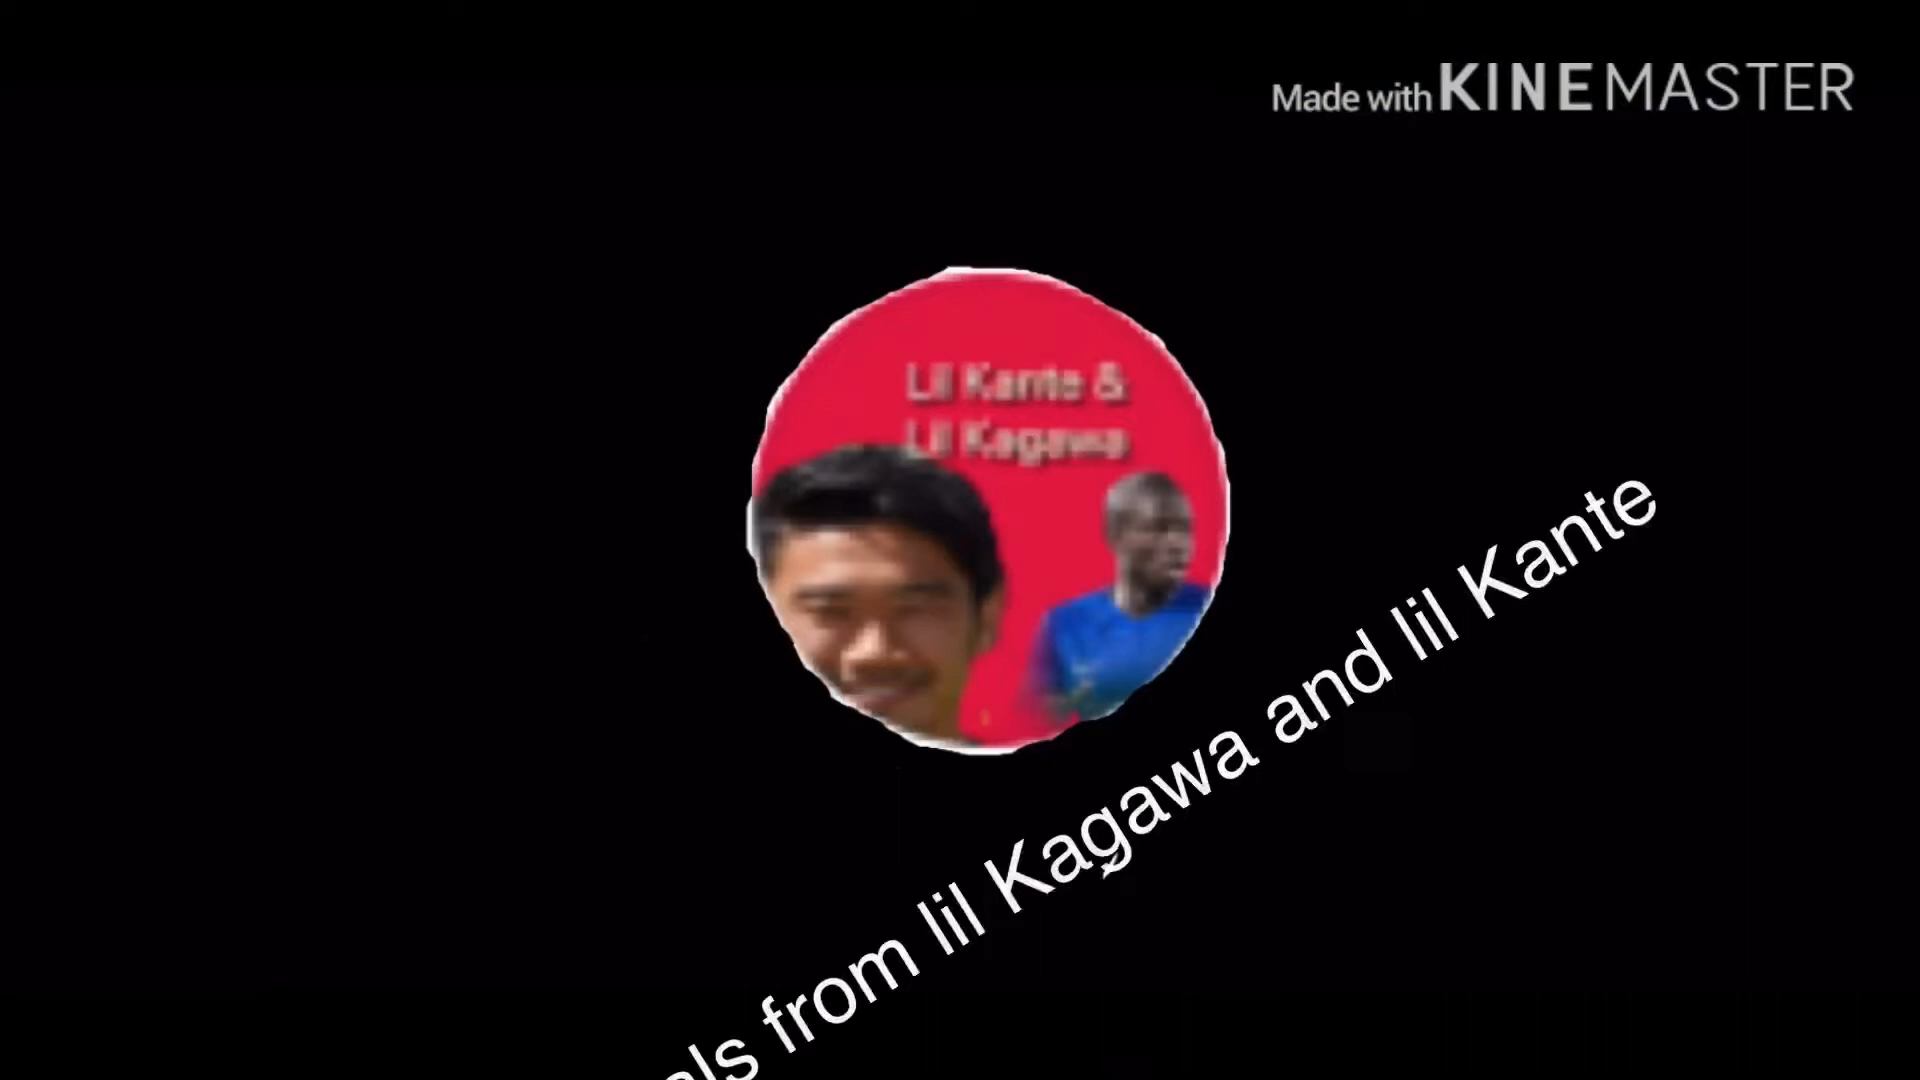 Made with KINEMASTER
Lil Kante &
Lil Kagawa
from lil Kagawa and lil Kante